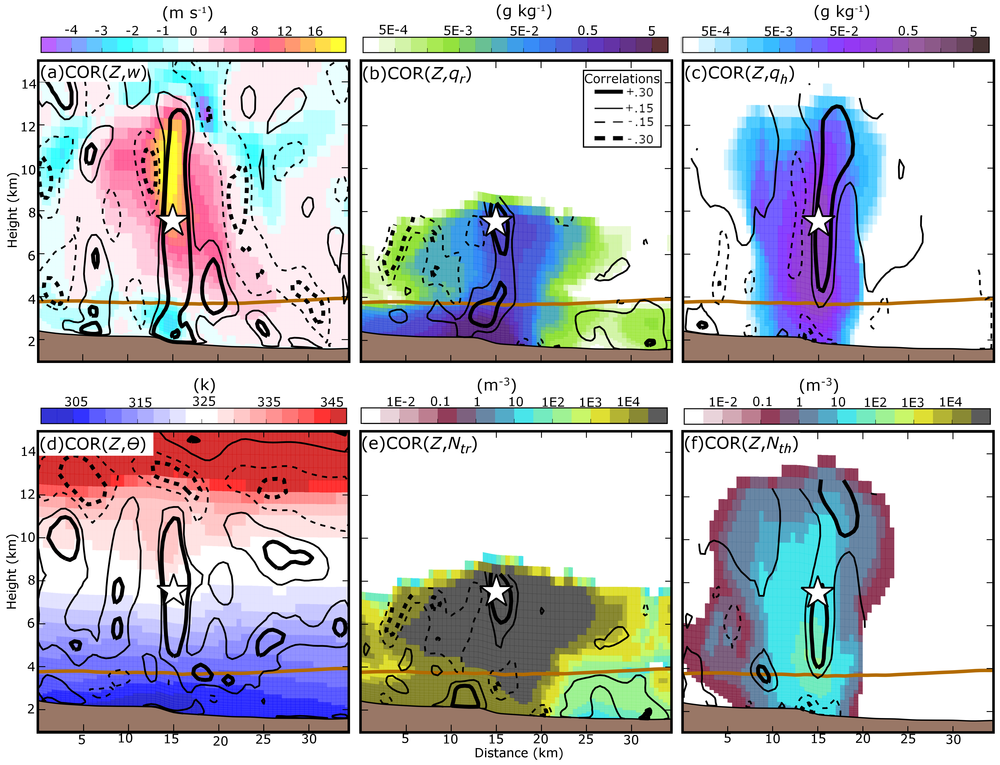 (m s-1)
-4 -3 -2 -1 0 4 8 12 16
(g kg-1)
5E-4 5E-3 5E-2 0.5 5
(g kg-1)
5E-4 5E-3 5E-2 0.5 5
(a)COR(Z,w)
14
12
10
8
6
4
2
Height (km)
(b)COR(Z,qr)
Correlations
+.30
+.15
-.15
-.30
(c)COR(Z,qh)
(k)
305 315 325 335 345
(m-3)
1E-2 0.1 1 10 1E2 1E3 1E4
(m-3)
1E-2 0.1 1 10 1E2 1E3 1E4
(d)COR(Z,Θ)
14
12
10
8
6
4
2
Height (km)
5 10 15 20 25 30
(e)COR(Z,Ntr)
5 10 15 20 25 30
Distance (km)
(f)COR(Z,Nth)
5 10 15 20 25 30